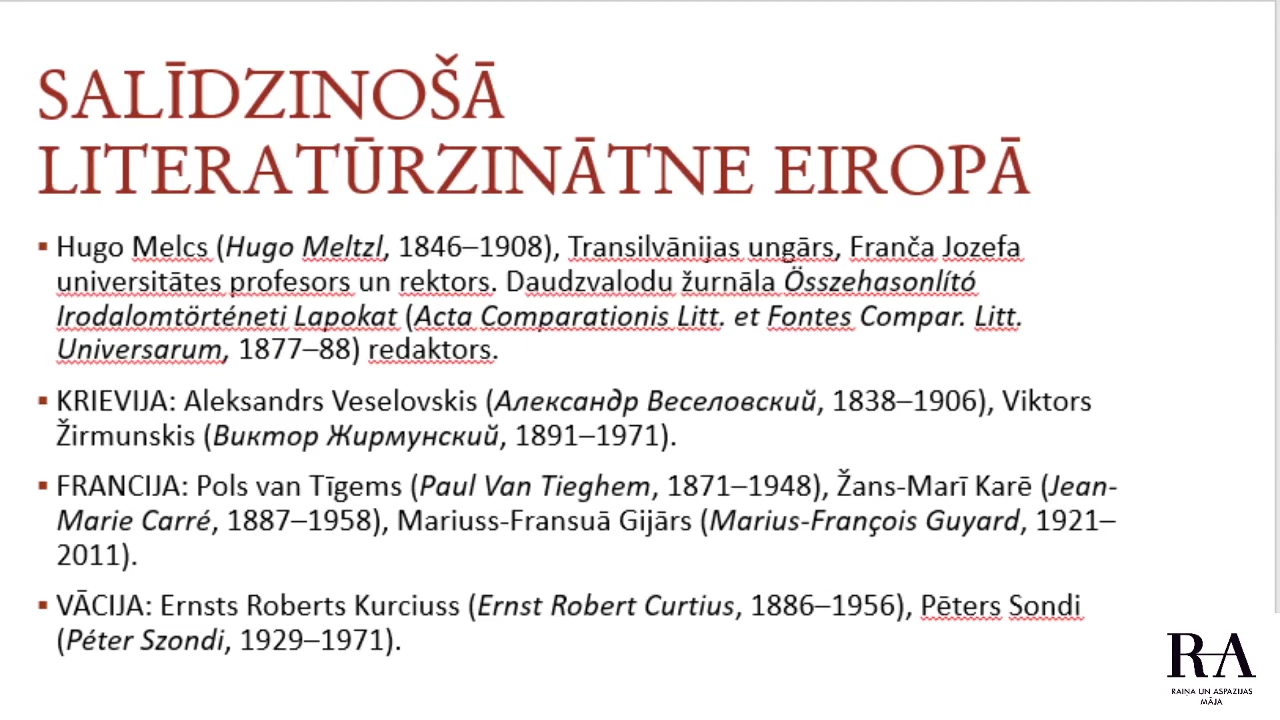 SALĪDZINOŠĀ
LITERATŪRZINĀTNE EIROPĀ
▪ Hugo Melcs (Hugo Meltzl, 1846–1908), Transilvānijas ungārs, Franča Jozefa
universitātes profesors un rektors. Daudzvalodu žurnāla Összehasonlító
Irodalomtörténeti Lapokat (Acta Comparationis Litt. et Fontes Compar. Litt.
Universarum, 1877–88) redaktors.
▪ KRIEVIJA: Aleksandrs Veselovskis (Александр Веселовский, 1838–1906), Viktors
Žirmunskis (Виктор Жирмунский, 1891–1971).
▪ FRANCIJA: Pols van Tīgems (Paul Van Tieghem, 1871–1948), Žans-Marī Karē (Jean-
Marie Carré, 1887–1958), Mariuss-Fransuā Gijārs (Marius-François Guyard, 1921–
2011).
▪ VĀCIJA: Ernsts Roberts Kurciuss (Ernst Robert Curtius, 1886–1956), Pēters Sondi
(Péter Szondi, 1929–1971).
RA
RAIŅA UN ASPAZIJAS
MĀJA